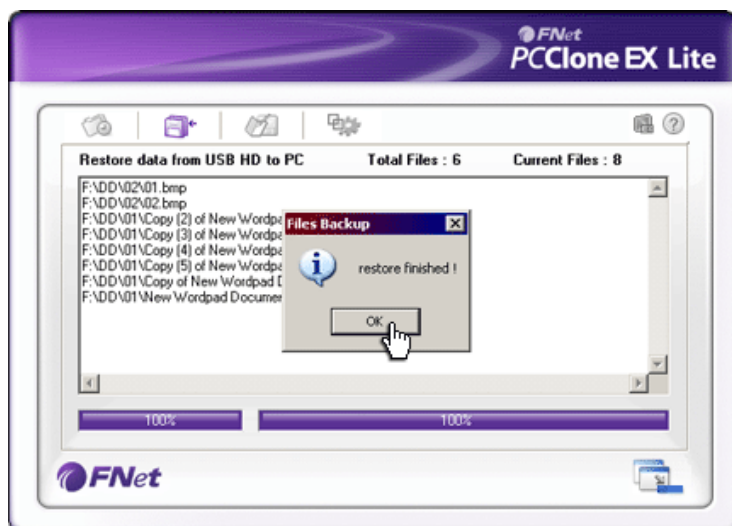 FNet
PCClone EX Lite
Restore data from USB HD to PC Total Files : 6 Current Files : 8
F:\DD\02\01.bmp
F:\DD\02\02.bmp
F:\DD\01\Copy (2) of New Wordpa
F:\DD\01\Copy (3) of New Wordpa
F:\DD\01\Copy (4) of New Wordpa
F:\DD\01\Copy (5) of New Wordpa
F:\DD\01\Copy of New Wordpad D
F:\DD\01\New Wordpad Documen
Files Backup
restore finished !
OK
100% 100%
FNet